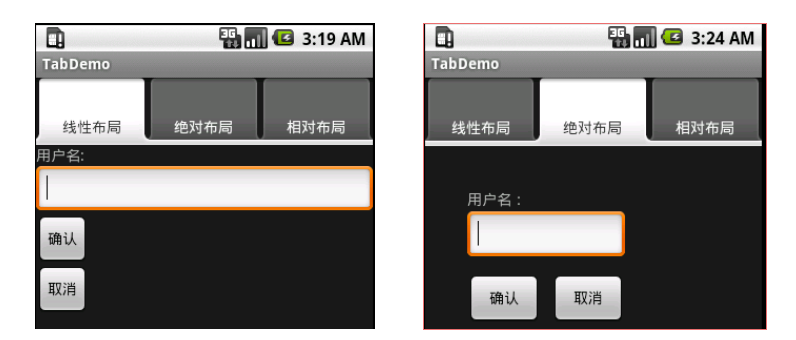 3G 3:19 AM
TabDemo
线性布局 绝对布局 相对布局
用户名:
确认
取消
3G 3:24 AM
TabDemo
线性布局 绝对布局 相对布局
用户名：
确认 取消